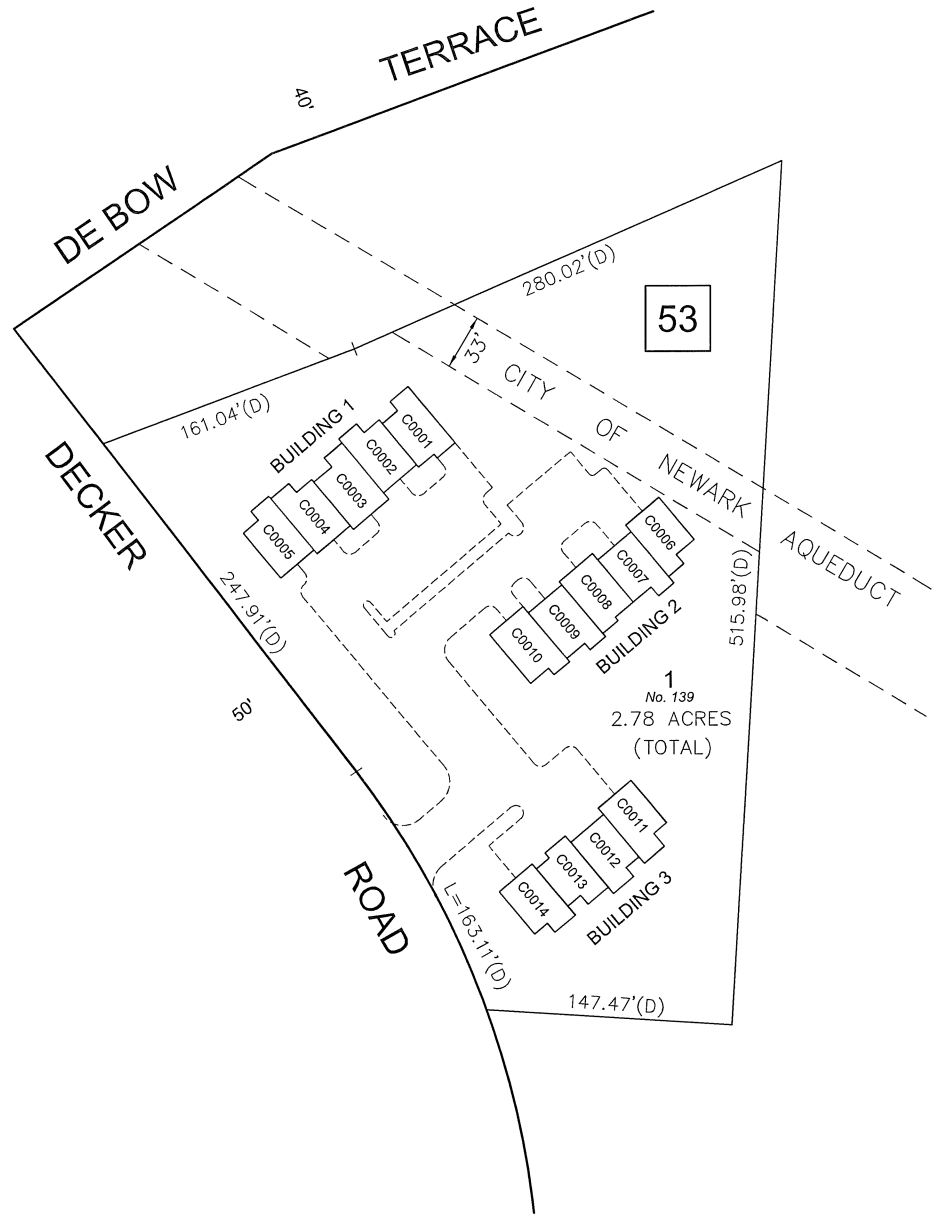 TERRACE
40'
DE BOW
280.02'(D)
53
33'
CITY OF NEWARK AQUEDUCT
161.04'(D)
DECKER
BUILDING 1
C0001
C0002
C0003
C0004
C0005
C0006
C0007
C0008
C0009
C0010
BUILDING 2
515.98'(D)
247.91'(D)
50'
1
No. 139
2.78 ACRES
(TOTAL)
C0011
C0012
C0013
C0014
BUILDING 3
ROAD
L=163.11'(D)
147.47'(D)